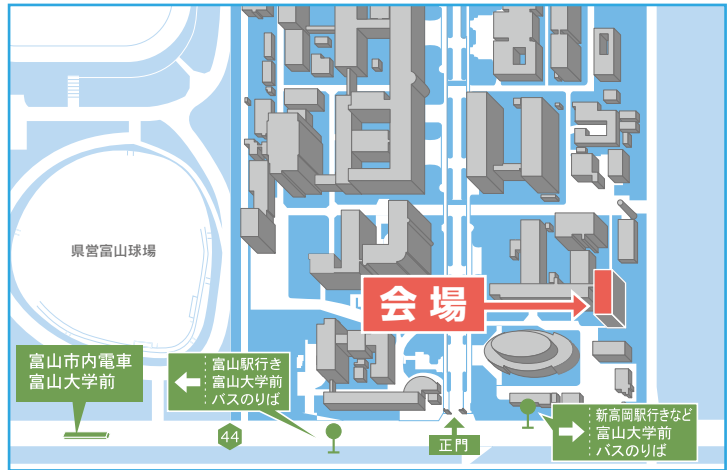 県営富山球場
会場
富山市内電車
富山大学前
富山駅行き
富山大学前
バスのりば
44
正門
新高岡駅行きなど
富山大学前
バスのりば